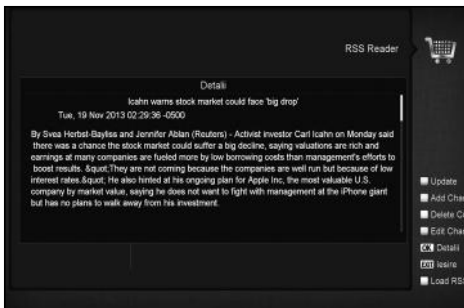 RSS Reader
Detalii
Icahn warns stock market could face 'big drop'
Tue, 19 Nov 2013 02:29:36 -0500
By Svea Herbst-Bayliss and Jennifer Ablan (Reuters) - Activist investor Carl Icahn on Monday said
there was a chance the stock market could suffer a big decline, saying valuations are rich and
earnings at many companies are fueled more by low borrowing costs than management's efforts to
boost results. &quot;They are not coming because the companies are well run but because of low
interest rates.&quot; He also hinted at his ongoing plan for Apple Inc, the most valuable U.S.
company by market value, saying he does not want to fight with management at the iPhone giant
but has no plans to walk away from his investment.
Update
Add Cha
Delete C
Edit Cha
OK Detalii
EXIT Iesire
Load RSS